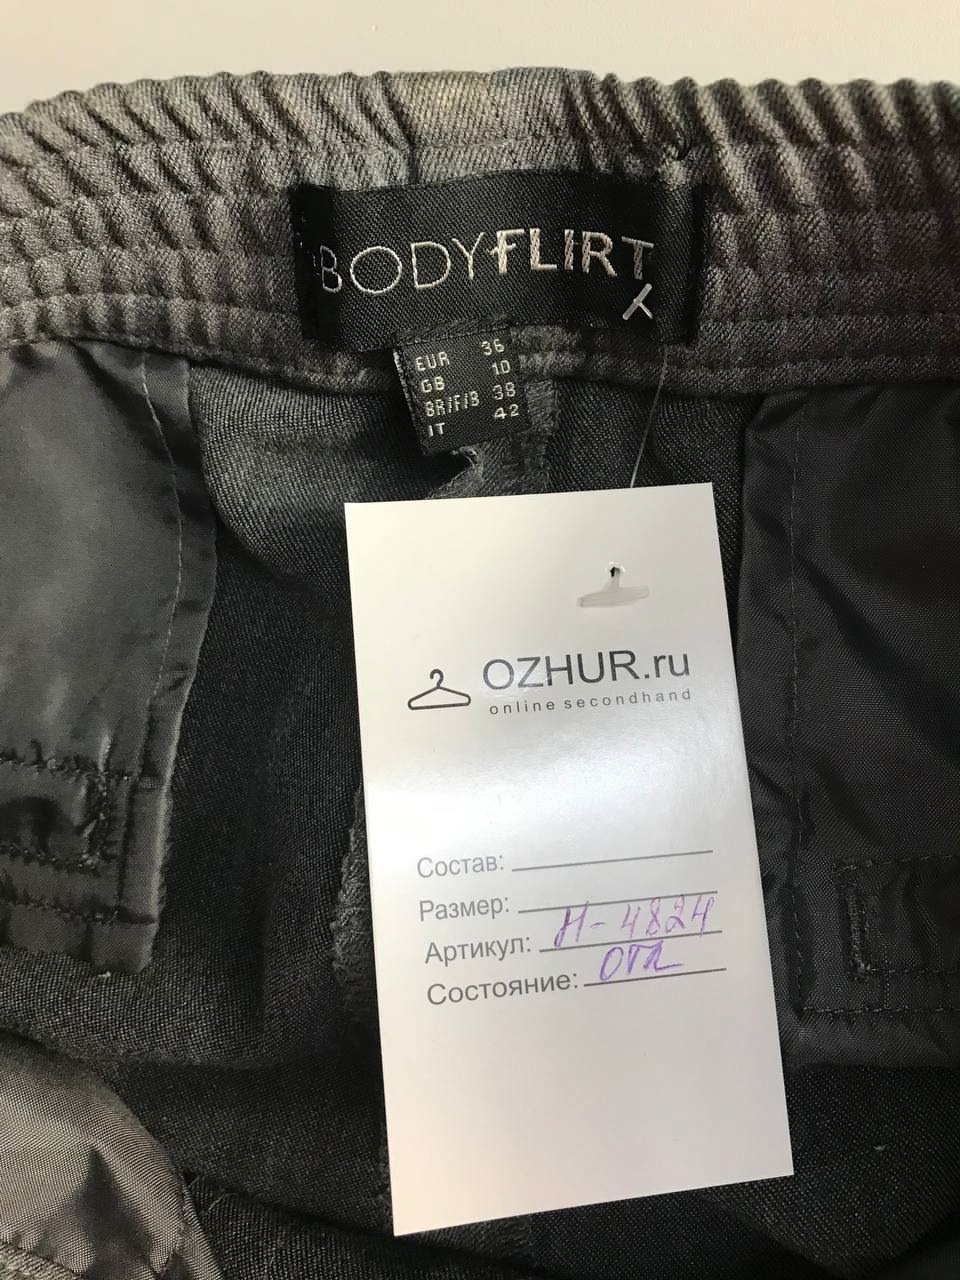 BODYFLIRT
EUR 36
GB 10
BR/F/B 38
IT 42
OZHUR.ru
online secondhand
Состав:
Размер:
Артикул: Н-4824
Состояние: отл